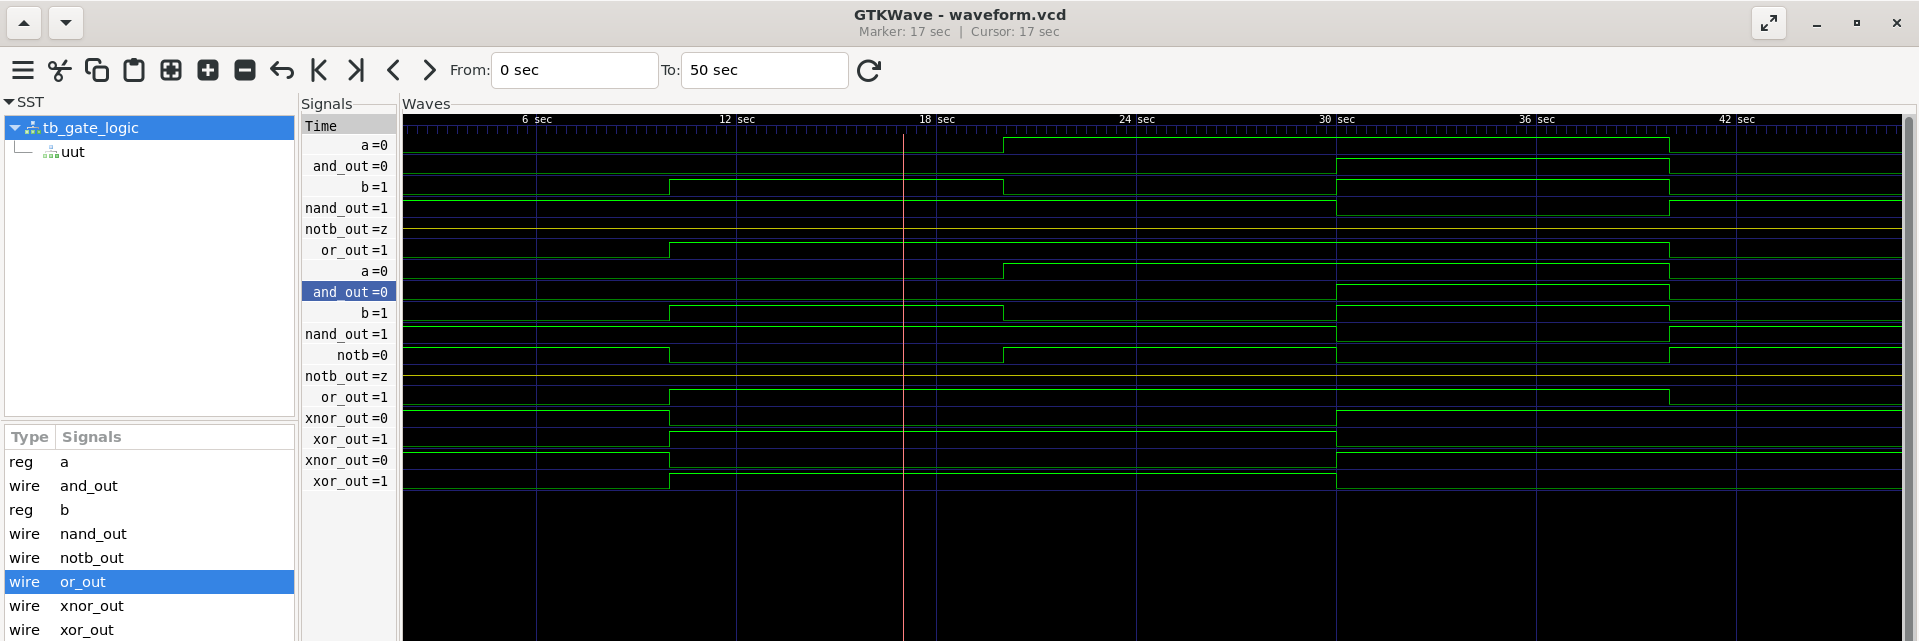 GTKWave - waveform.vcd
Marker: 17 sec | Cursor: 17 sec
From: 0 sec To: 50 sec
SST
tb_gate_logic
uut
Type Signals
reg a
wire and_out
reg b
wire nand_out
wire notb_out
wire or_out
wire xnor_out
wire xor_out
Signals
Time
a=0
and_out=0
b=1
nand_out=1
notb_out=z
or_out=1
a=0
and_out=0
b=1
nand_out=1
notb=0
notb_out=z
or_out=1
xnor_out=0
xor_out=1
xnor_out=0
xor_out=1
Waves
6 sec 12 sec 18 sec 24 sec 30 sec 36 sec 42 sec